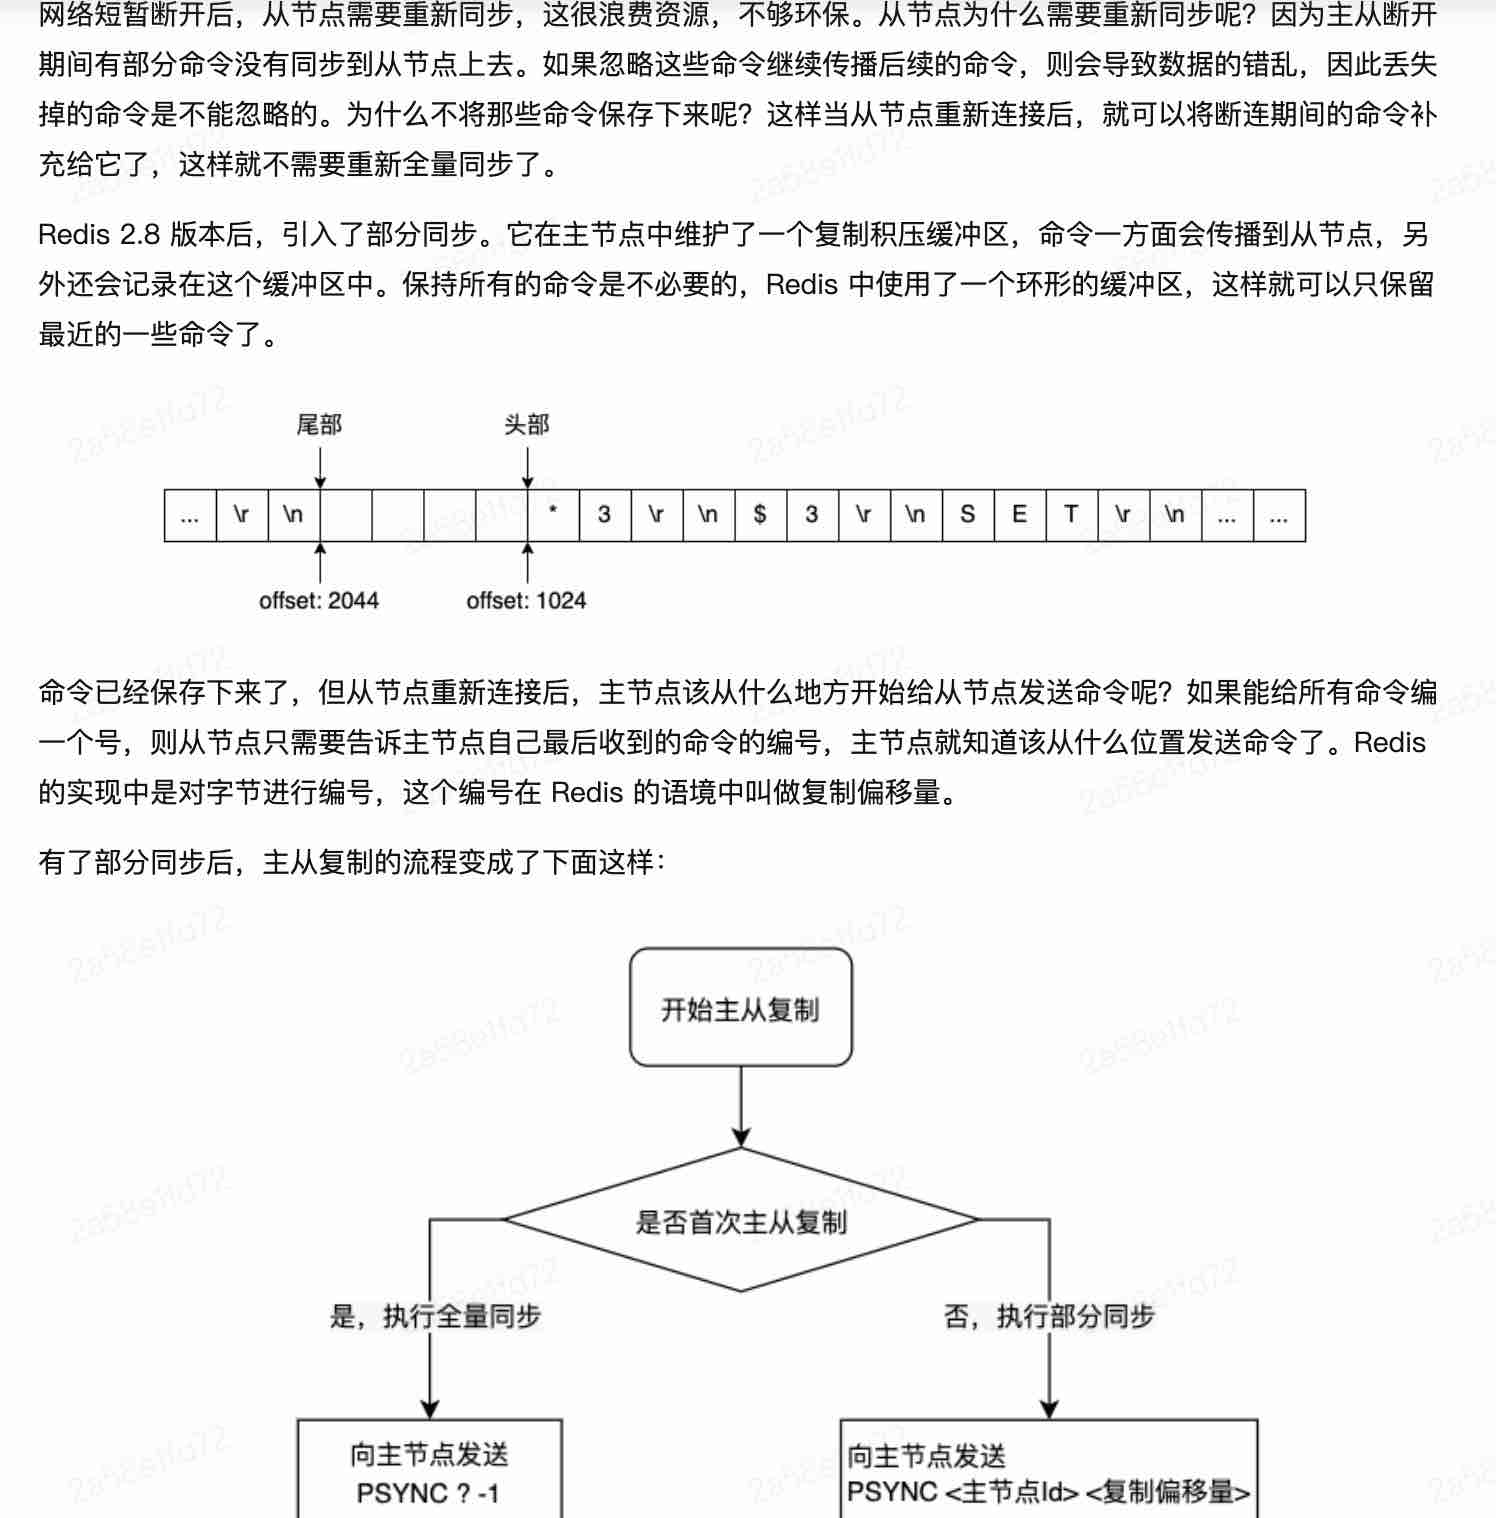 网络短暂断开后，从节点需要重新同步，这很浪费资源，不够环保。从节点为什么需要重新同步呢？因为主从断开
期间有部分命令没有同步到从节点上去。如果忽略这些命令继续传播后续的命令，则会导致数据的错乱，因此丢失
掉的命令是不能忽略的。为什么不将那些命令保存下来呢？这样当从节点重新连接后，就可以将断连期间的命令补
充给它了，这样就不需要重新全量同步了。
Redis 2.8 版本后，引入了部分同步。它在主节点中维护了一个复制积压缓冲区，命令一方面会传播到从节点，另
外还会记录在这个缓冲区中。保持所有的命令是不必要的，Redis 中使用了一个环形的缓冲区，这样就可以只保留
最近的一些命令了。
尾部 头部
... \r \n * 3 \r \n $ 3 \r \n S E T \r \n ... ...
offset: 2044 offset: 1024
命令已经保存下来了，但从节点重新连接后，主节点该从什么地方开始给从节点发送命令呢？如果能给所有命令编
一个号，则从节点只需要告诉主节点自己最后收到的命令的编号，主节点就知道该从什么位置发送命令了。Redis
的实现中是对字节进行编号，这个编号在 Redis 的语境中叫做复制偏移量。
有了部分同步后，主从复制的流程变成了下面这样：
开始主从复制
是否首次主从复制
是，执行全量同步 否，执行部分同步
向主节点发送
PSYNC ? -1
向主节点发送
PSYNC <主节点Id> <复制偏移量>